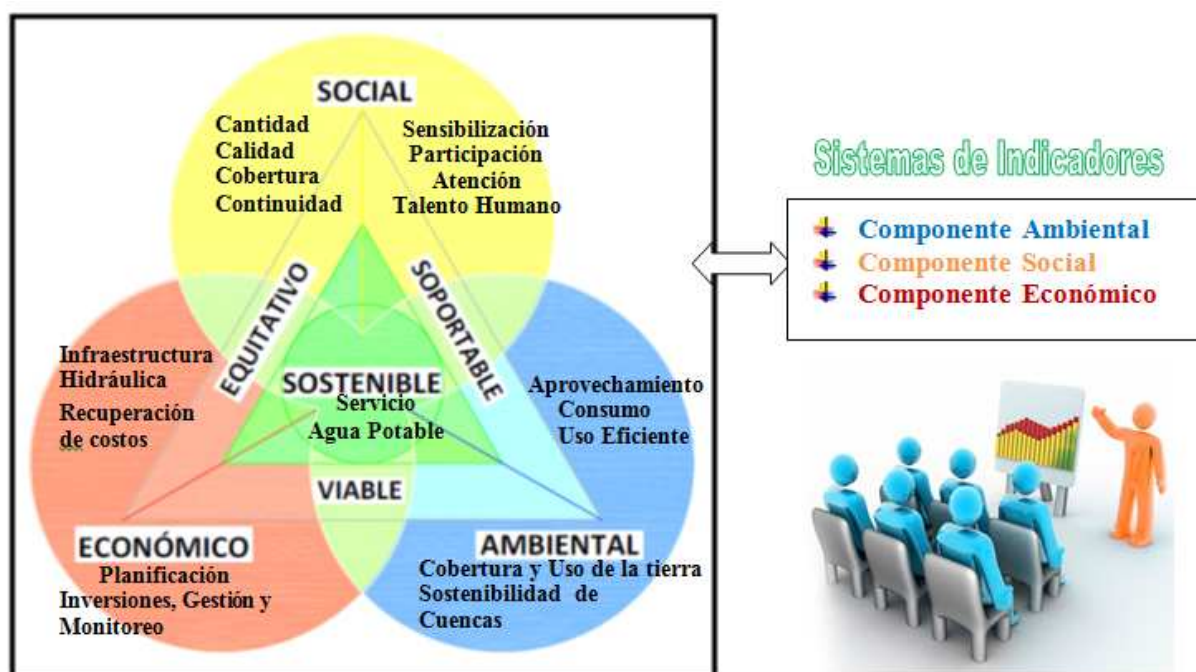 SOCIAL
Cantidad
Calidad
Cobertura
Continuidad
Sensibilización
Participación
Atención
Talento Humano
EQUITATIVO
SOPORTABLE
Infraestructura
Hidráulica
Recuperación
de costos
SOSTENIBLE
Servicio
Agua Potable
Aprovechamiento
Consumo
Uso Eficiente
VIABLE
ECONÓMICO
Planificación
Inversiones, Gestión y
Monitoreo
AMBIENTAL
Cobertura y Uso de la tierra
Sostenibilidad de
Cuencas
Sistemas de Indicadores
Componente Ambiental
Componente Social
Componente Económico